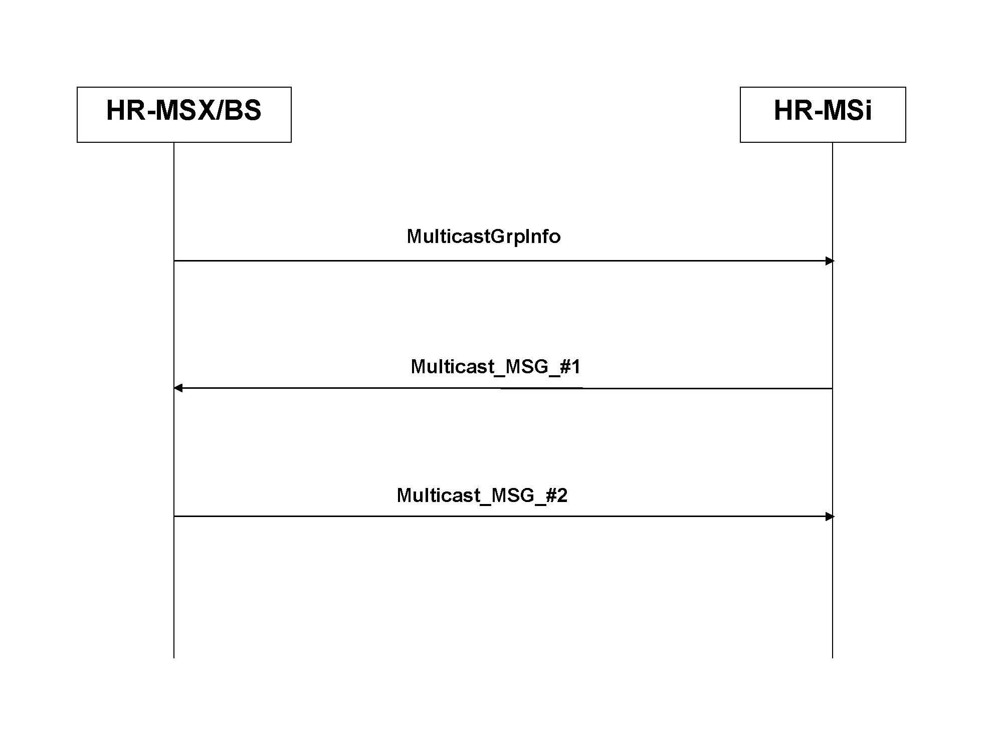 HR-MSX/BS
HR-MSi
MulticastGrpInfo
Multicast_MSG_#1
Multicast_MSG_#2